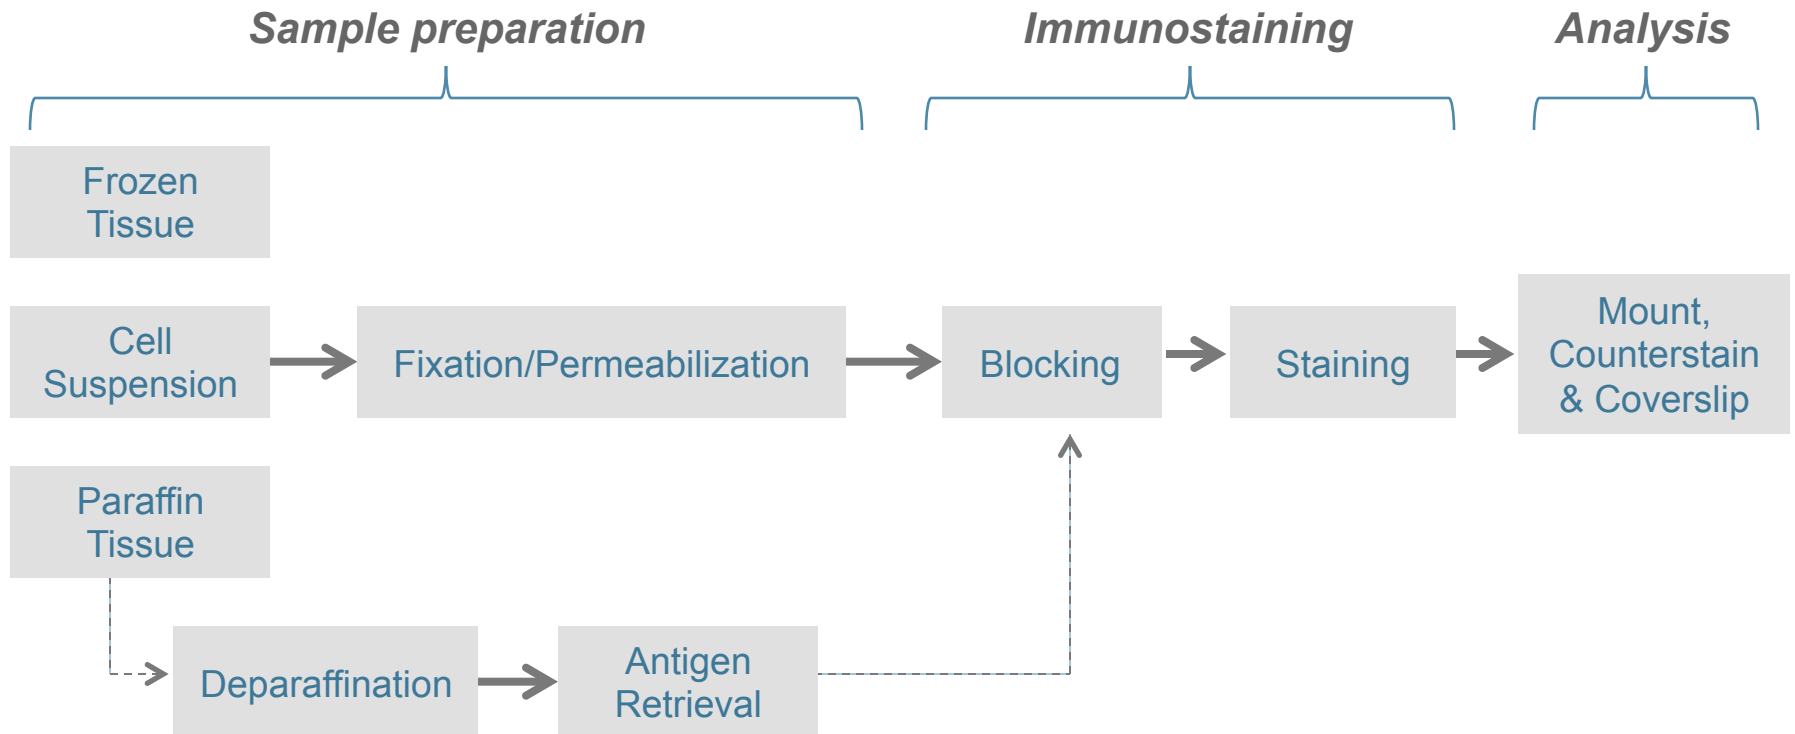 Sample preparation
Immunostaining
Analysis
Frozen
Tissue
Cell
Suspension
Fixation/Permeabilization
Blocking
Staining
Mount,
Counterstain
& Coverslip
Paraffin
Tissue
Deparaffination
Antigen
Retrieval